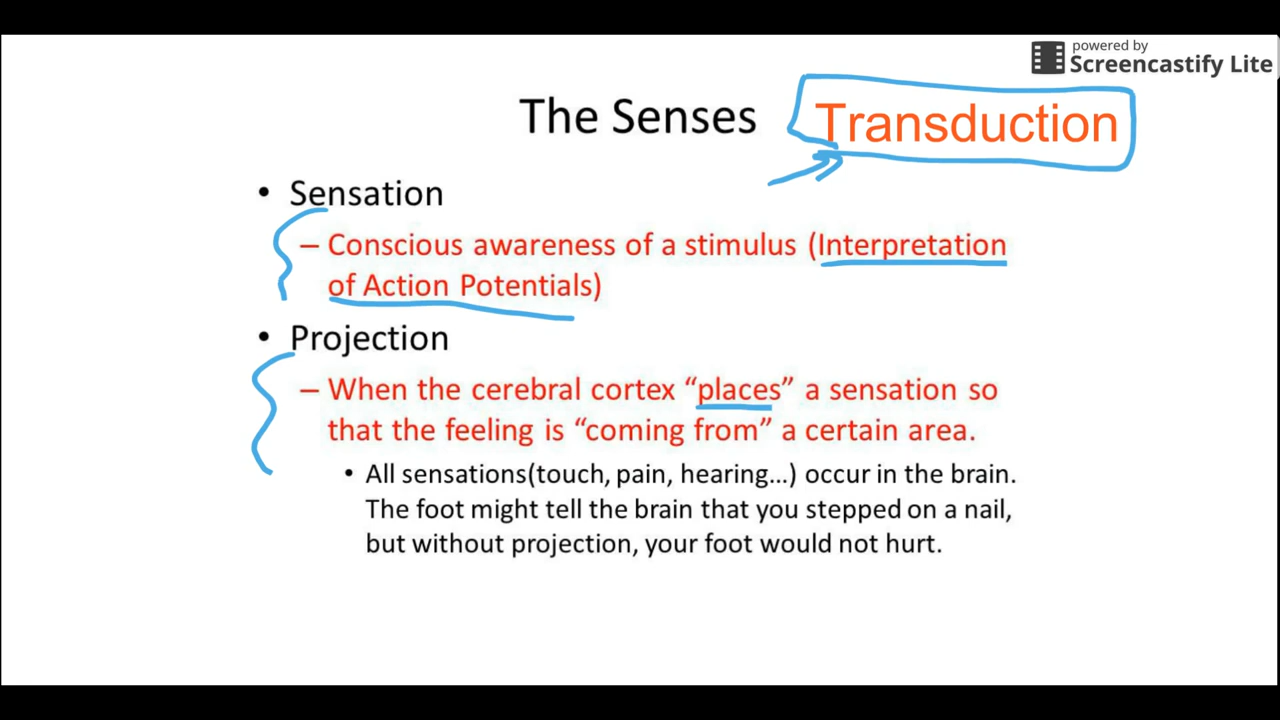 powered by
Screencastify Lite
The Senses Transduction
• Sensation
– Conscious awareness of a stimulus (Interpretation
of Action Potentials)
• Projection
– When the cerebral cortex “places” a sensation so
that the feeling is “coming from” a certain area.
• All sensations(touch, pain, hearing...) occur in the brain.
The foot might tell the brain that you stepped on a nail,
but without projection, your foot would not hurt.